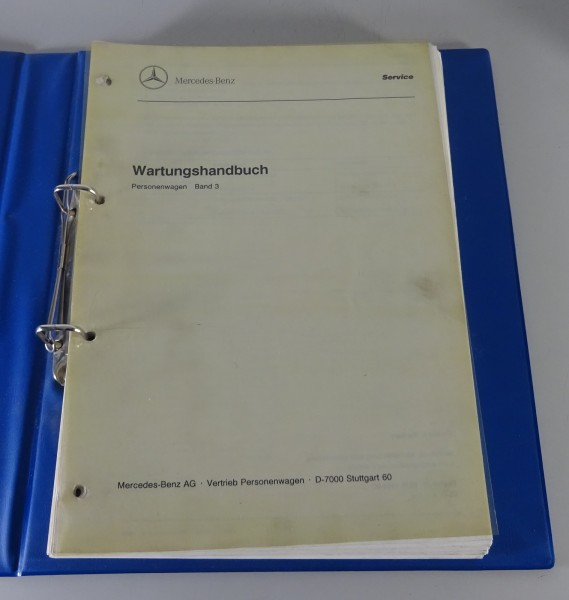 Mercedes Benz
Service
Wartungshandbuch
Personenwagen Band 3
Mercedes-Benz AG · Vertrieb Personenwagen · D-7000 Stuttgart 60